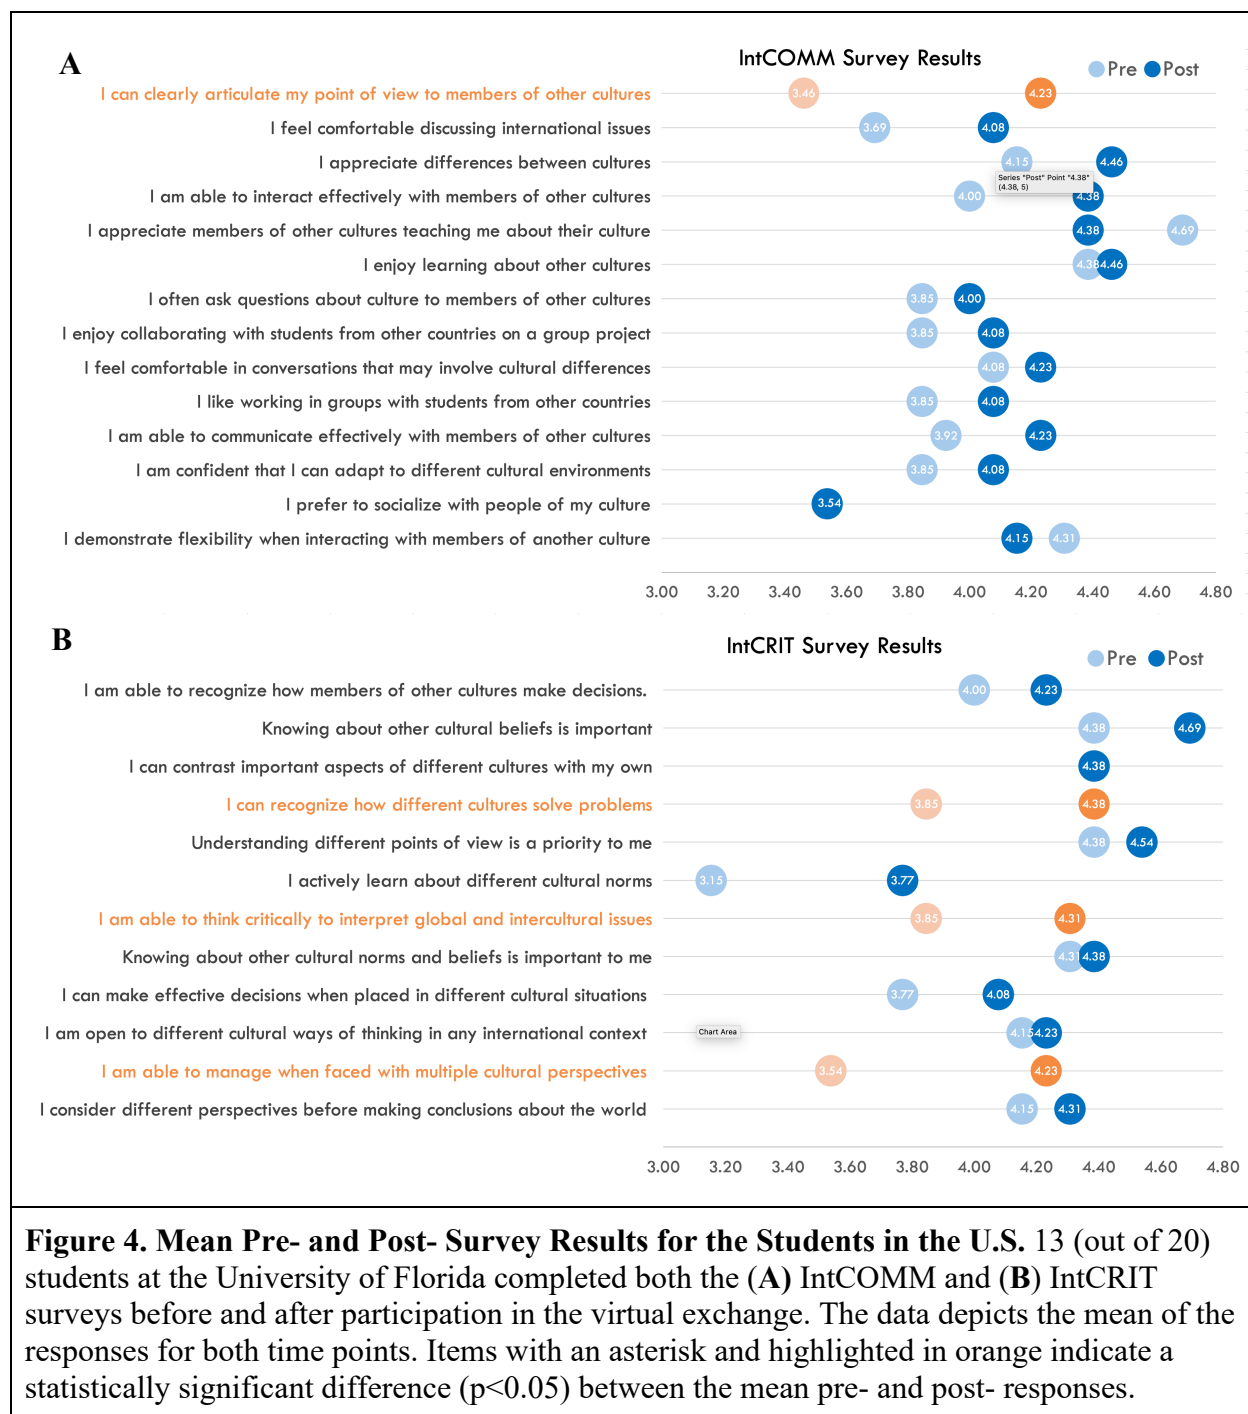 A
IntCOMM Survey Results
Pre Post
I can clearly articulate my point of view to members of other cultures 3.46 4.23
I feel comfortable discussing international issues 3.69 4.08
I appreciate differences between cultures 4.15 4.46
Series "Post" Point "4.38"
(4.38, 5)
I am able to interact effectively with members of other cultures 4.00 4.38
I appreciate members of other cultures teaching me about their culture 4.38 4.69
I enjoy learning about other cultures 4.38 4.46
I often ask questions about culture to members of other cultures 3.85 4.00
I enjoy collaborating with students from other countries on a group project 3.85 4.08
I feel comfortable in conversations that may involve cultural differences 4.08 4.23
I like working in groups with students from other countries 3.85 4.08
I am able to communicate effectively with members of other cultures 3.92 4.23
I am confident that I can adapt to different cultural environments 3.85 4.08
I prefer to socialize with people of my culture 3.54
I demonstrate flexibility when interacting with members of another culture 4.15 4.31
3.00 3.20 3.40 3.60 3.80 4.00 4.20 4.40 4.60 4.80
B
IntCRIT Survey Results
Pre Post
I am able to recognize how members of other cultures make decisions. 4.00 4.23
Knowing about other cultural beliefs is important 4.38 4.69
I can contrast important aspects of different cultures with my own 4.38
I can recognize how different cultures solve problems 3.85 4.38
Understanding different points of view is a priority to me 4.38 4.54
I actively learn about different cultural norms 3.15 3.77
I am able to think critically to interpret global and intercultural issues 3.85 4.31
Knowing about other cultural norms and beliefs is important to me 4.31 4.38
I can make effective decisions when placed in different cultural situations 3.77 4.08
I am open to different cultural ways of thinking in any international context Chart Area 4.15 4.23
I am able to manage when faced with multiple cultural perspectives 3.54 4.23
I consider different perspectives before making conclusions about the world 4.15 4.31
3.00 3.20 3.40 3.60 3.80 4.00 4.20 4.40 4.60 4.80
Figure 4. Mean Pre- and Post- Survey Results for the Students in the U.S. 13 (out of 20)
students at the University of Florida completed both the (A) IntCOMM and (B) IntCRIT
surveys before and after participation in the virtual exchange. The data depicts the mean of the
responses for both time points. Items with an asterisk and highlighted in orange indicate a
statistically significant difference (p<0.05) between the mean pre- and post- responses.